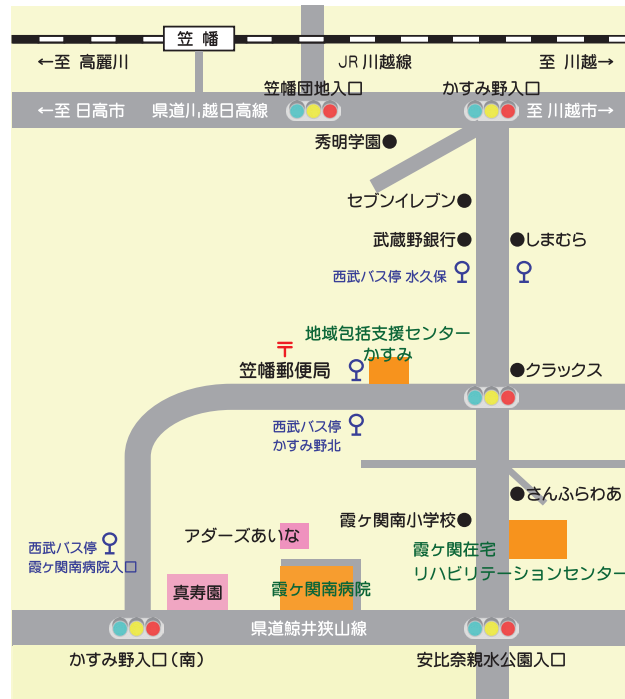 笠 幡
←至 高麗川
JR 川越線
至 川越→
笠幡団地入口
かすみ野入口
←至 日高市
県道川越日高線
至 川越市→
秀明学園
セブンイレブン
武蔵野銀行
しまむら
西武バス停 水久保
地域包括支援センター
かすみ
〒
笠幡郵便局
クラックス
西武バス停
かすみ野北
さんふらわあ
霞ヶ関南小学校
アダーズあいな
西武バス停
霞ヶ関南病院入口
霞ヶ関在宅
リハビリテーションセンター
真寿園
霞ヶ関南病院
県道鯨井狭山線
かすみ野入口（南）
安比奈親水公園入口